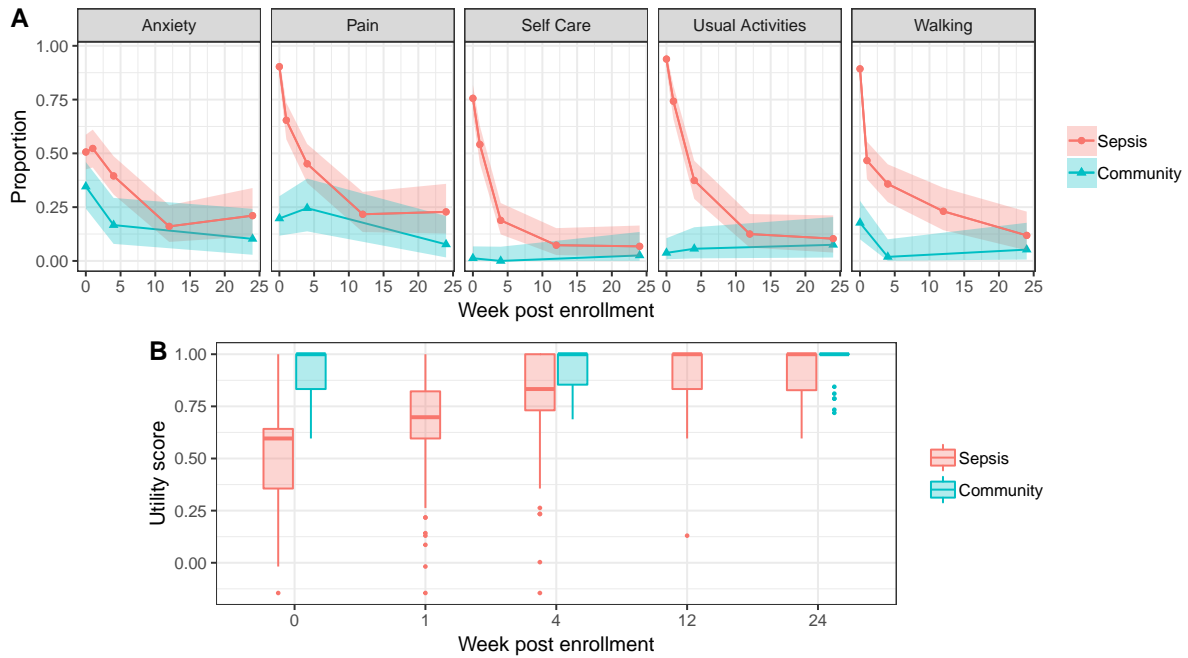 A
Anxiety Pain Self Care Usual Activities Walking
1.00
0.75
0.50
0.25
0.00
Proportion
0 5 10 15 20 25 0 5 10 15 20 25 0 5 10 15 20 25 0 5 10 15 20 25 0 5 10 15 20 25
Week post enrollment
Sepsis
Community
B
1.00
0.75
0.50
0.25
0.00
Utility score
0 1 4 12 24
Week post enrollment
Sepsis
Community